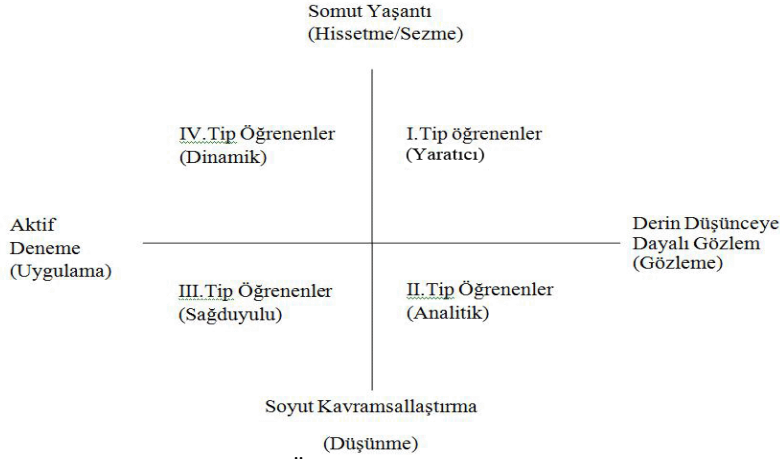 Somut Yaşantı
(Hissetme/Sezme)
IV.Tip Öğrenenler
(Dinamik)
I.Tip öğrenenler
(Yaratıcı)
Aktif
Deneme
(Uygulama)
Derin Düşünceye
Dayalı Gözlem
(Gözleme)
III.Tip Öğrenenler
(Sağduyulu)
II.Tip Öğrenenler
(Analitik)
Soyut Kavramsallaştırma
(Düşünme)